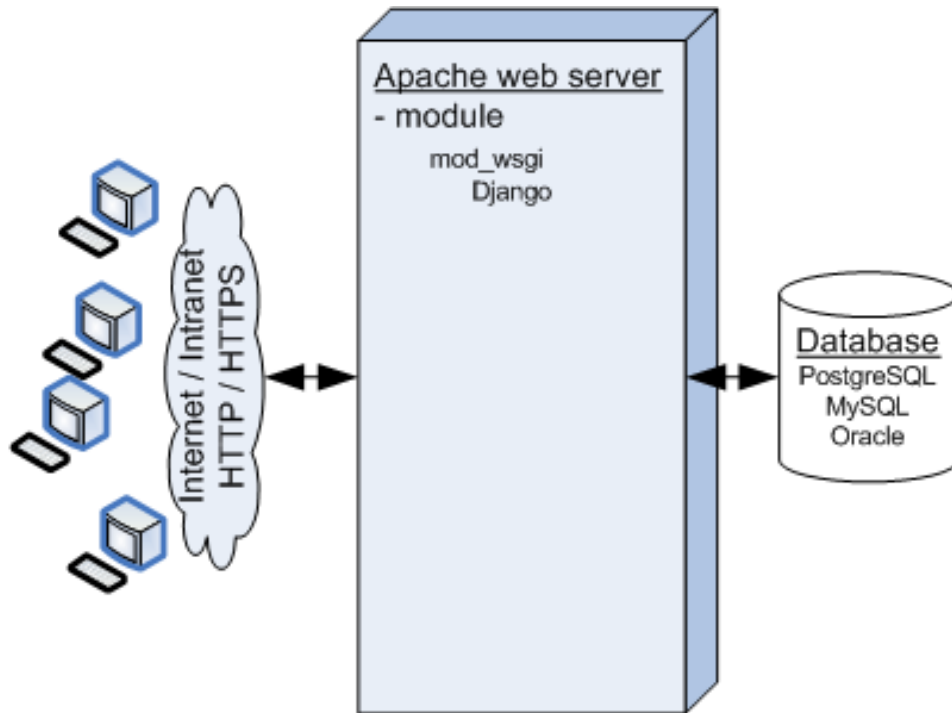 Apache web server
- module
mod_wsgi
Django
Internet / Intranet
HTTP / HTTPS
Database
PostgreSQL
MySQL
Oracle